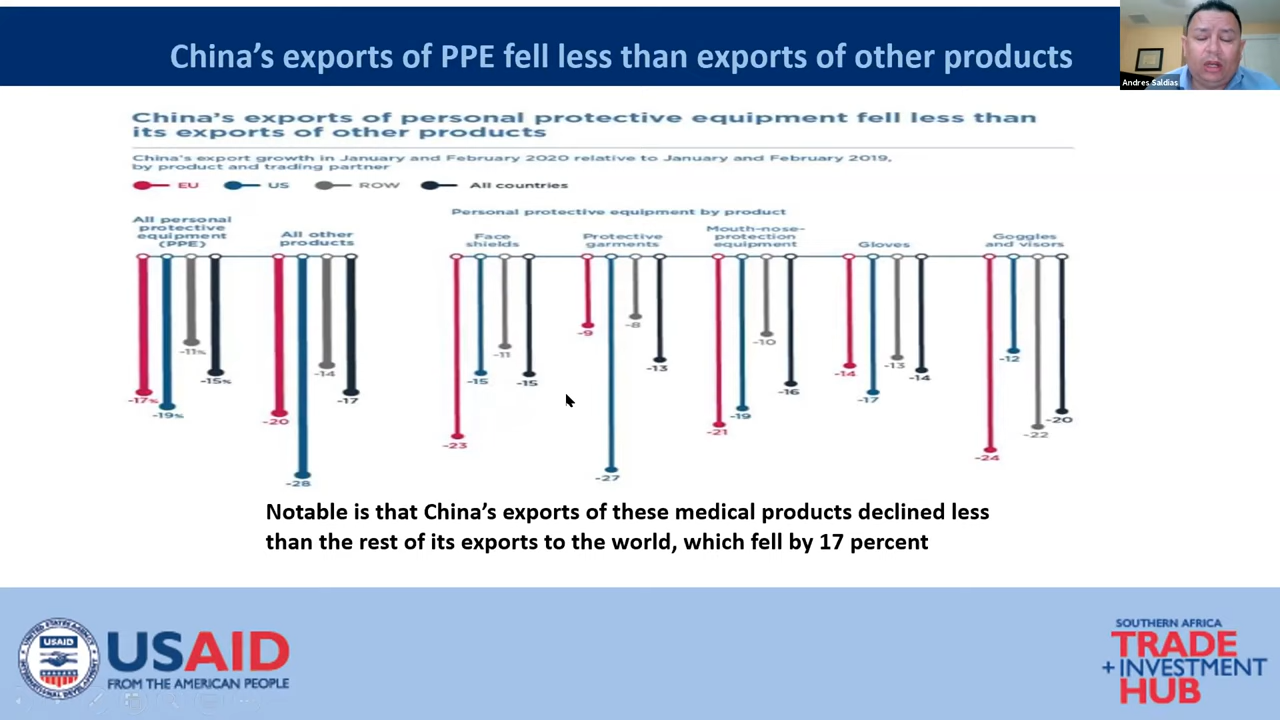 China’s exports of PPE fell less than exports of other products
Andres Saldias
China’s exports of personal protective equipment fell less than
its exports of other products
China’s export growth in January and February 2020 relative to January and February 2019,
by product and trading partner
EU US ROW All countries
Personal protective equipment by product
All personal
protective
equipment
(PPE)
All other
products
Face
shields
Protective
garments
Mouth-nose-
protection
equipment
Gloves
Goggles
and visors
-17% -19% -11% -15%
-20 -28 -14 -17
-23 -15 -11 -15
-9 -27 -8 -13
-21 -19 -10 -16
-14 -17 -13 -14
-24 -12 -22 -20
Notable is that China’s exports of these medical products declined less
than the rest of its exports to the world, which fell by 17 percent
UNITED STATES AGENCY
INTERNATIONAL DEVELOPMENT
USAID
USAID
FROM THE AMERICAN PEOPLE
SOUTHERN AFRICA
TRADE
+INVESTMENT
HUB